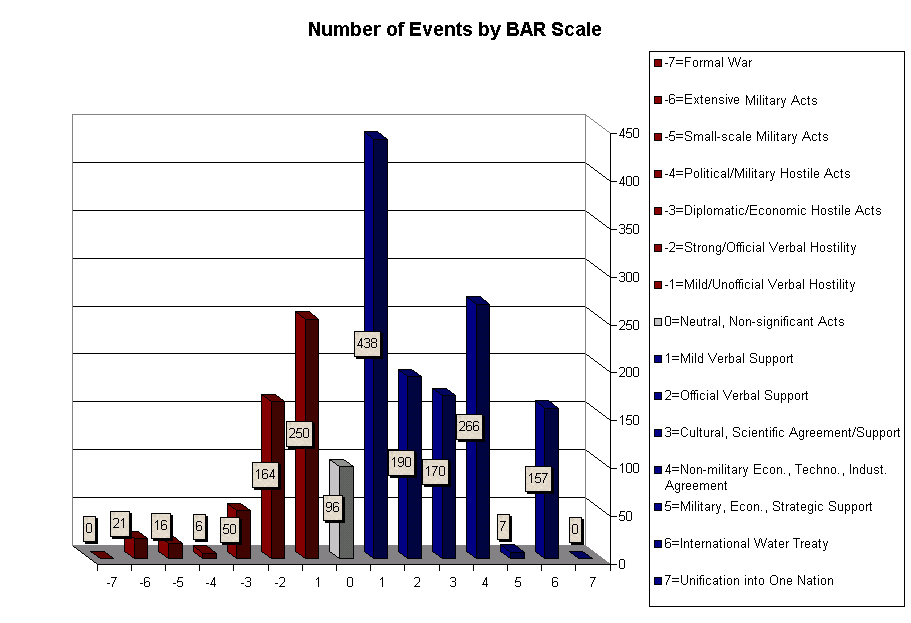 Number of Events by BAR Scale
-7=Formal War
-6=Extensive Military Acts
-5=Small-scale Military Acts
-4=Political/Military Hostile Acts
-3=Diplomatic/Economic Hostile Acts
-2=Strong/Official Verbal Hostility
-1=Mild/Unofficial Verbal Hostility
0=Neutral, Non-significant Acts
1=Mild Verbal Support
2=Official Verbal Support
3=Cultural, Scientific Agreement/Support
4=Non-military Econ., Techno., Indust.
Agreement
5=Military, Econ., Strategic Support
6=International Water Treaty
7=Unification into One Nation
450
400
350
300
250
200
150
100
50
0
0 21 16 6 50 164 250 96 438 190 170 266 7 157 0
-7 -6 -5 -4 -3 -2 1 0 1 2 3 4 5 6 7